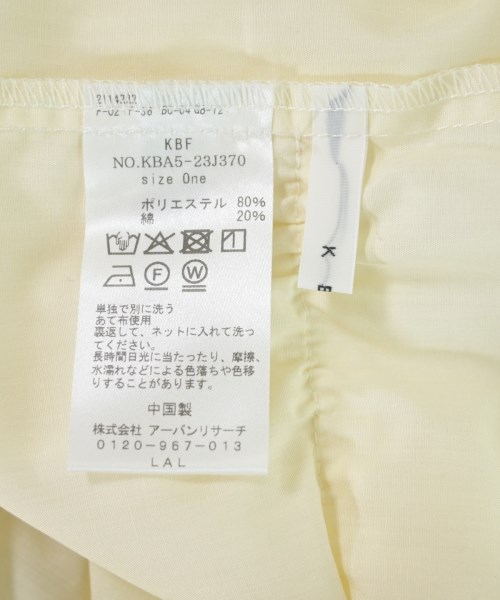 KBF
NO.KBA5-23J370
size One
ポリエステル 80%
綿 20%
F
W
単独で別に洗う
あて布使用
裏返して、ネットに入れて洗っ
てください。
長時間日光に当たったり、摩擦、
水濡れなどによる色落ちや色移
りすることがあります。
中国製
株式会社 アーバンリサーチ
0120-967-013
LAL
K